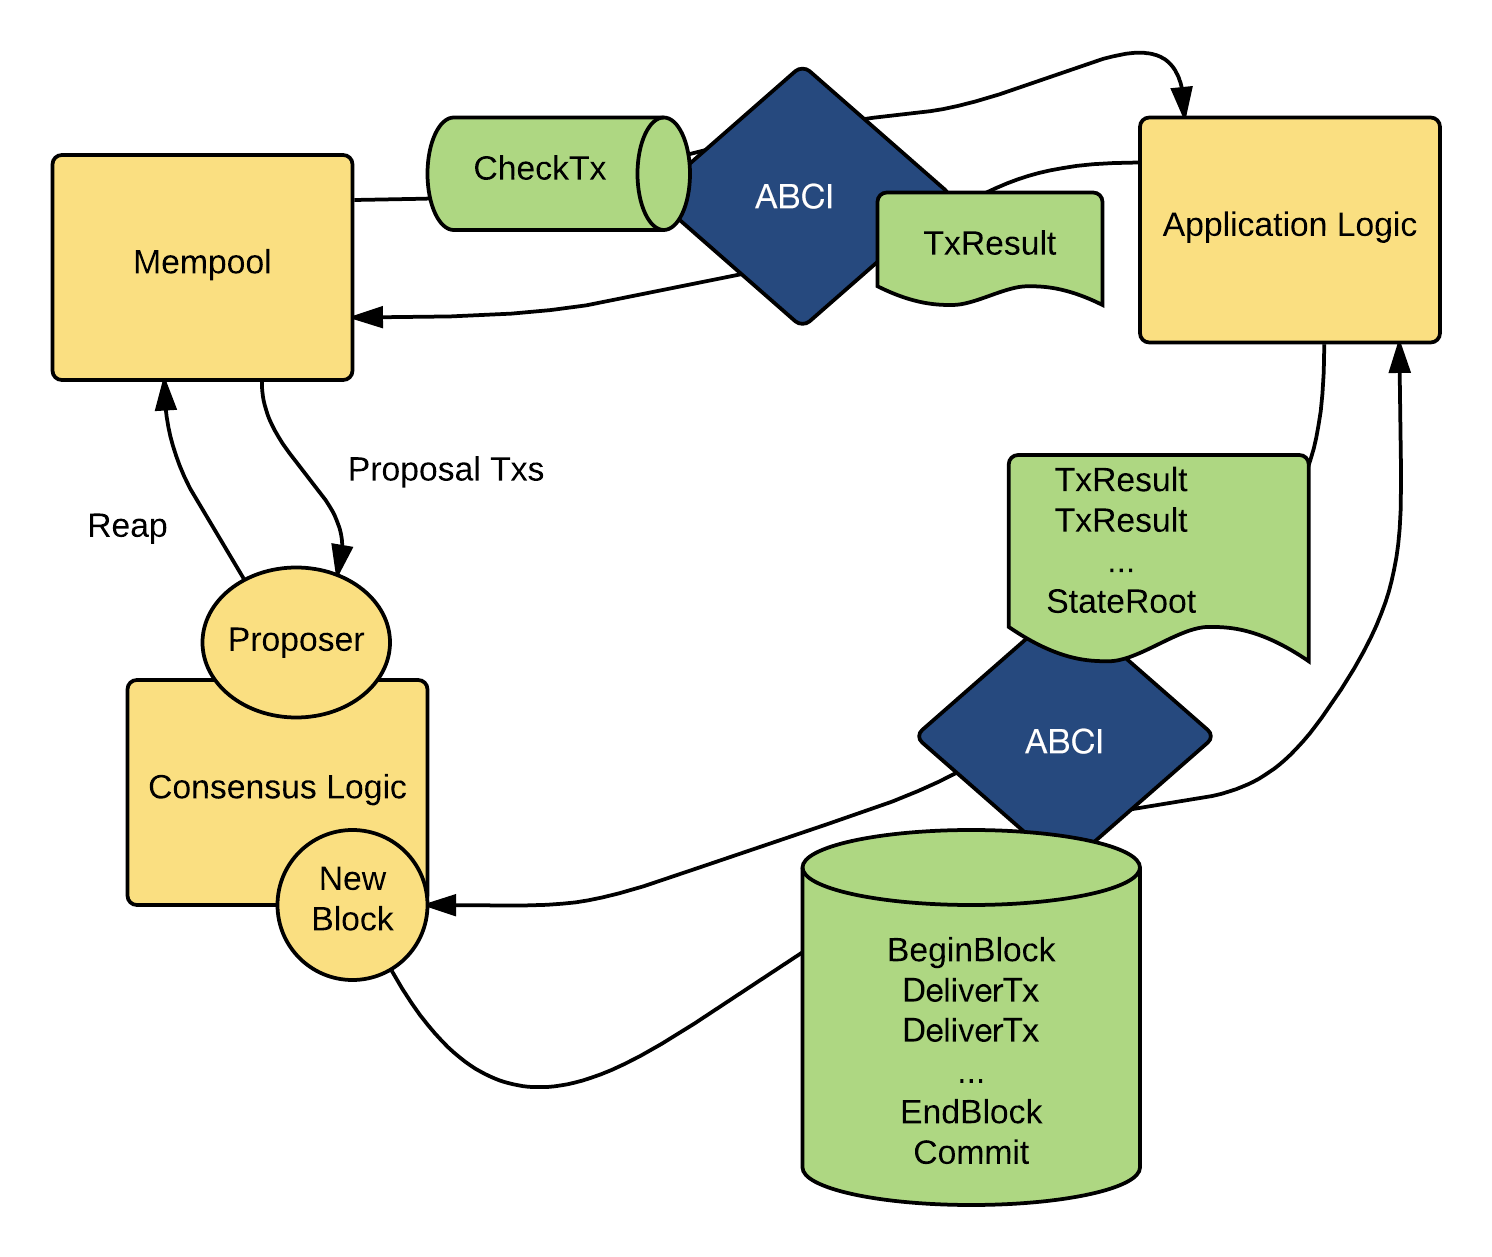 CheckTx
ABCI
Mempool
TxResult
Application Logic
Proposal Txs
Reap
TxResult
TxResult
...
StateRoot
Proposer
ABCI
Consensus Logic
New
Block
BeginBlock
DeliverTx
DeliverTx
...
EndBlock
Commit